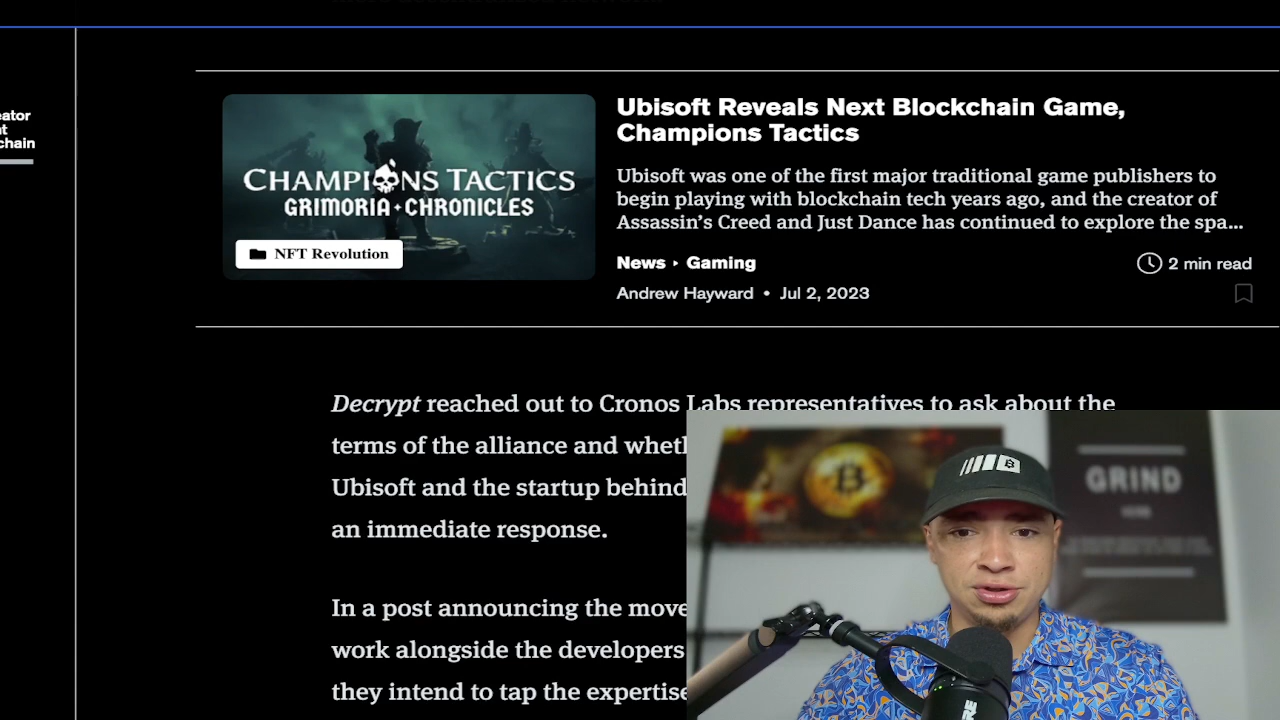 eator
at
chain
Ubisoft Reveals Next Blockchain Game,
Champions Tactics
CHAMPIONS TACTICS
GRIMORIA CHRONICLES
NFT Revolution
Ubisoft was one of the first major traditional game publishers to
begin playing with blockchain tech years ago, and the creator of
Assassin's Creed and Just Dance has continued to explore the spa...
News ▸ Gaming
2 min read
Andrew Hayward • Jul 2, 2023
Decrypt reached out to Cronos Labs representatives to ask about the
terms of the alliance and wheth
Ubisoft and the startup behind
an immediate response.
In a post announcing the move
work alongside the developers
they intend to tap the expertise
GRIND